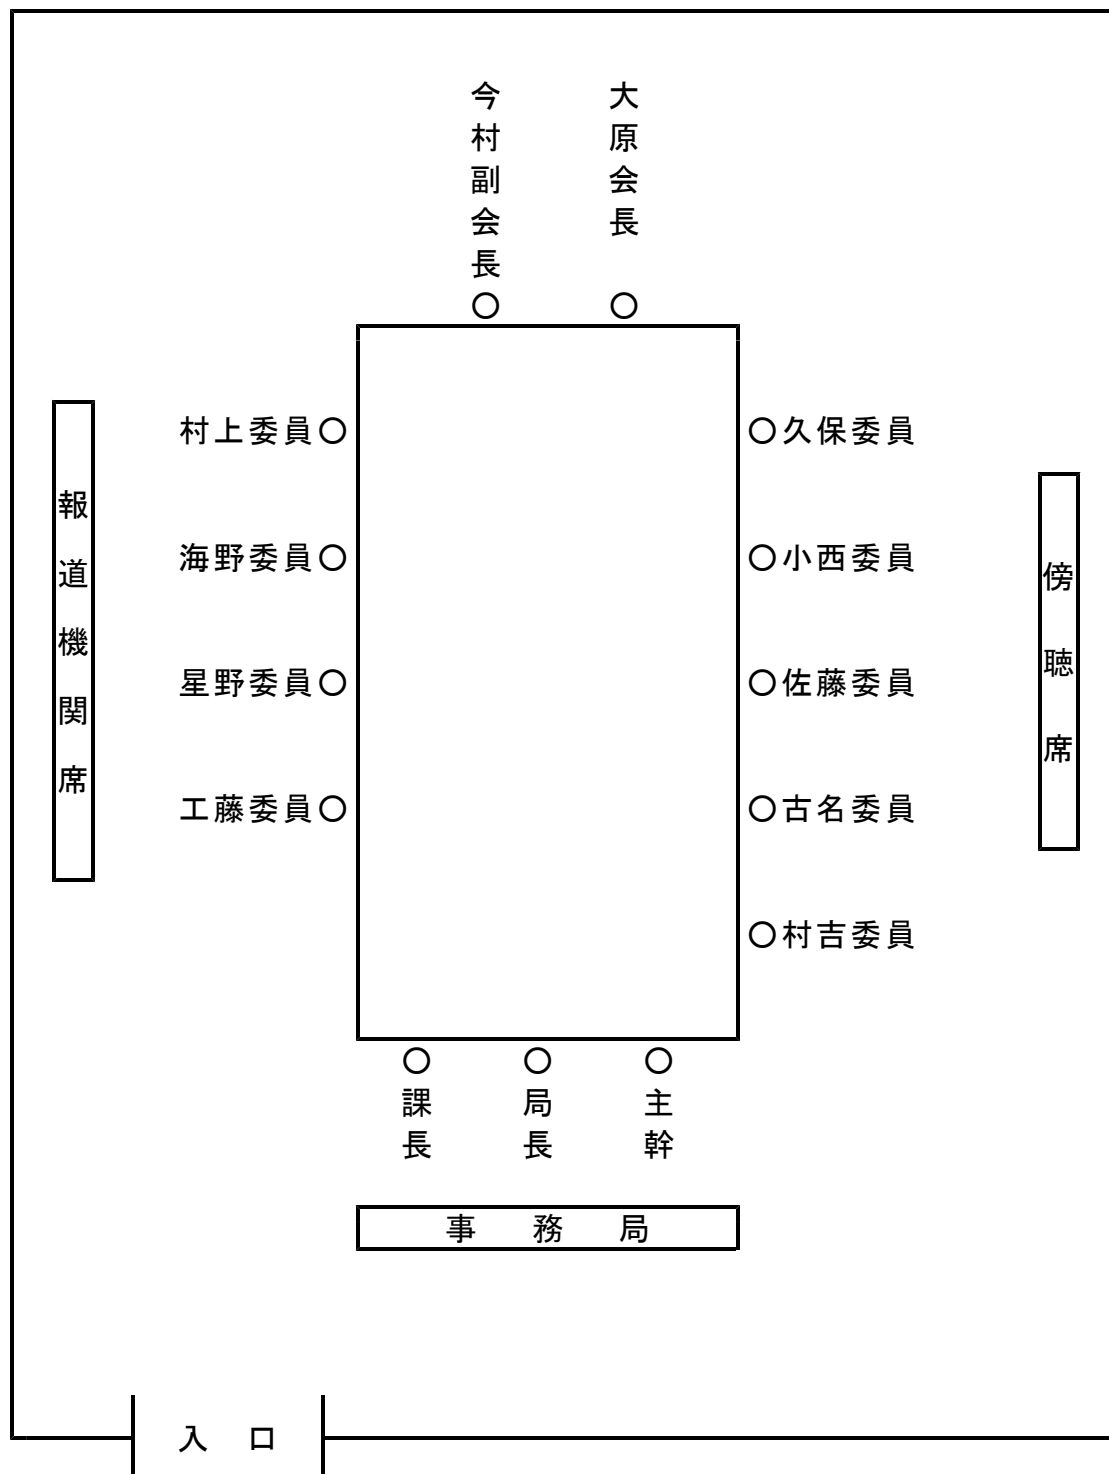 大原会長
今村副会長
村上委員
久保委員
海野委員
小西委員
星野委員
佐藤委員
工藤委員
古名委員
村吉委員
報道機関席
傍聴席
課長
局長
主幹
事務局
入口